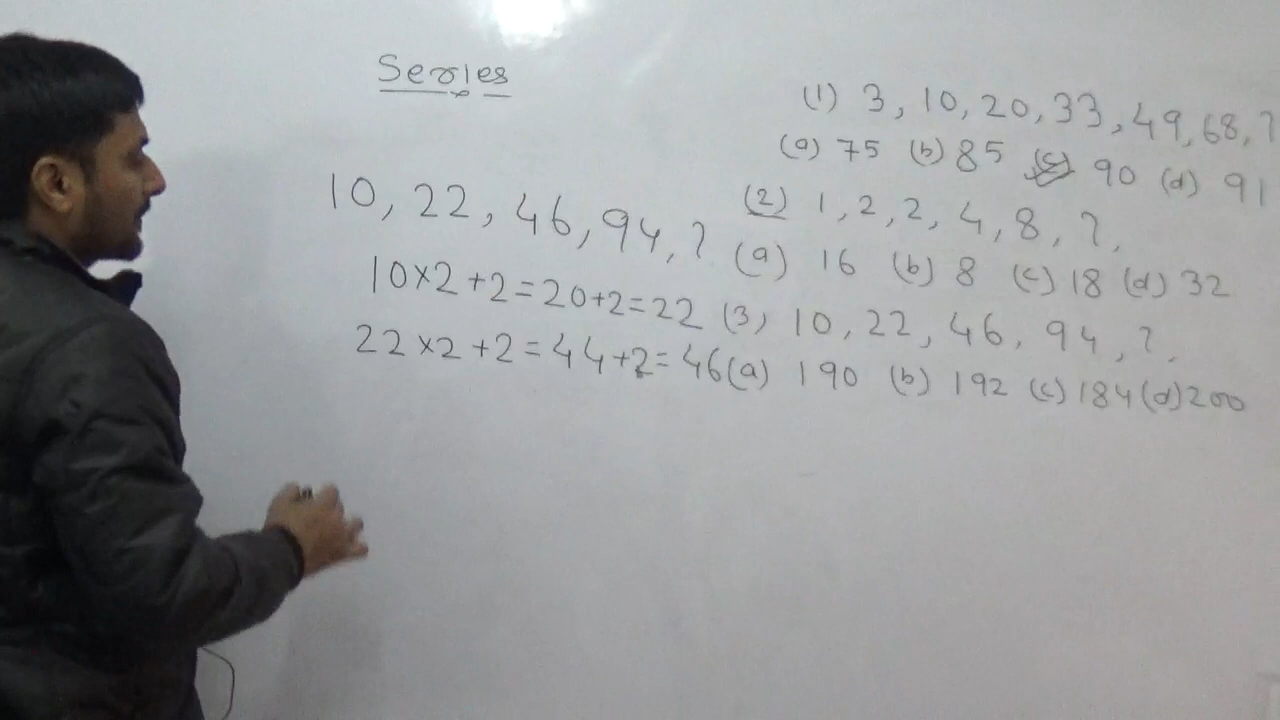 Series
10, 22, 46, 94, ?
10×2+2=20+2=22
22×2+2=44+2=46
(1) 3, 10, 20, 33, 49, 68, ?
(a) 75 (b) 85 (c) 90 (d) 91
(2) 1, 2, 2, 4, 8, ?.
(a) 16 (b) 8 (c) 18 (d) 32
(3) 10, 22, 46, 94, ?.
(a) 190 (b) 192 (c) 184 (d) 200